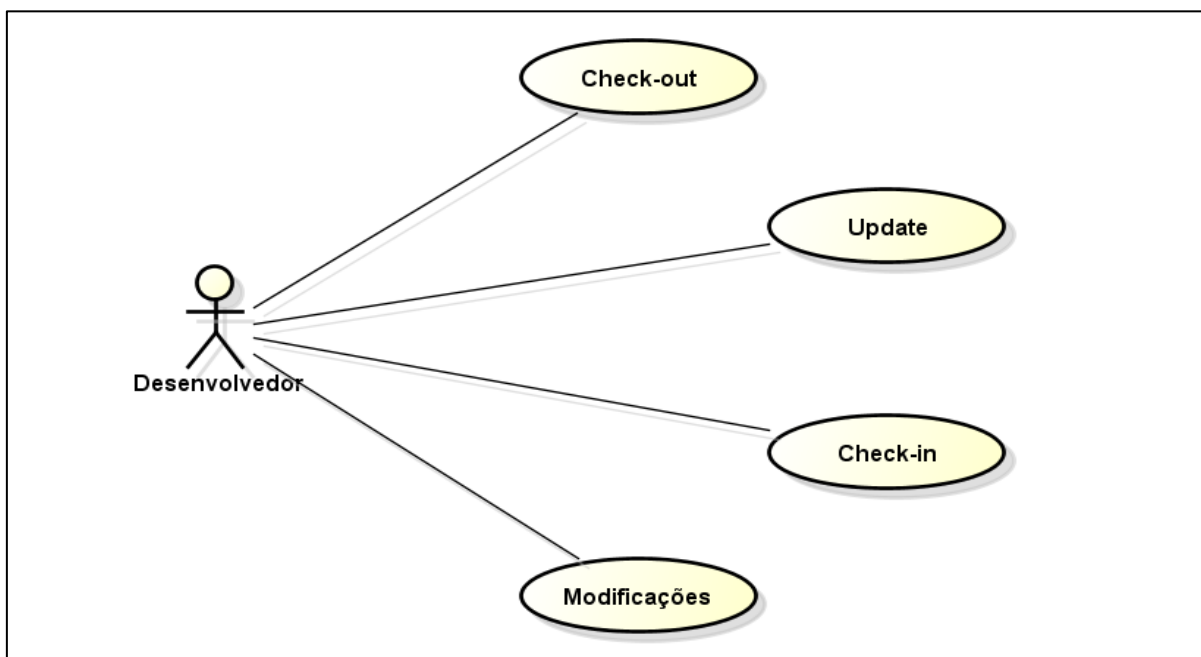 Check-out
Update
Desenvolvedor
Check-in
Modificações